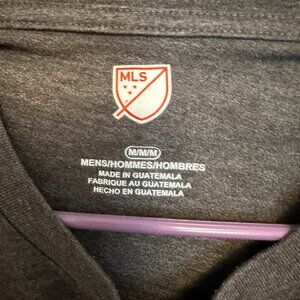 MLS
M/M/M
MENS/HOMMES/HOMBRES
MADE IN GUATEMALA
FABRIQUE AU GUATEMALA
HECHO EN GUATEMALA